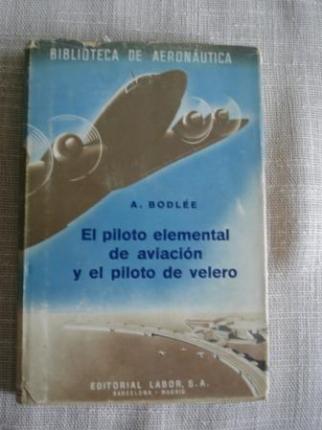 BIBLIOTECA DE AERONÁUTICA
A. BODLÉE
El piloto elemental
de aviación
y el piloto de velero
EDITORIAL LABOR, S.A.
BARCELONA - MADRID